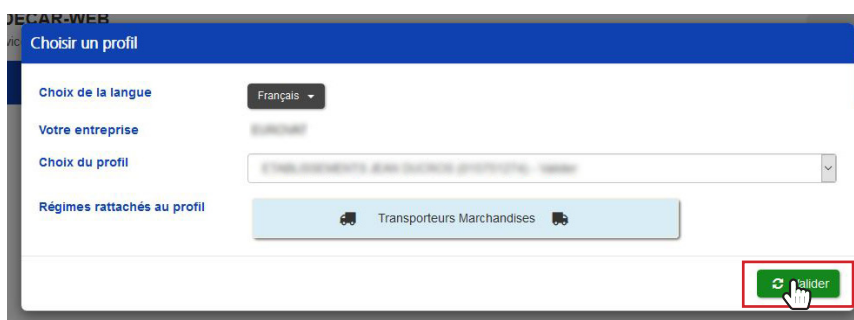 DECAR-WEB
Choisir un profil
Choix de la langue
Français
Votre entreprise
Choix du profil
Régimes rattachés au profil
Transporteurs Marchandises
Valider